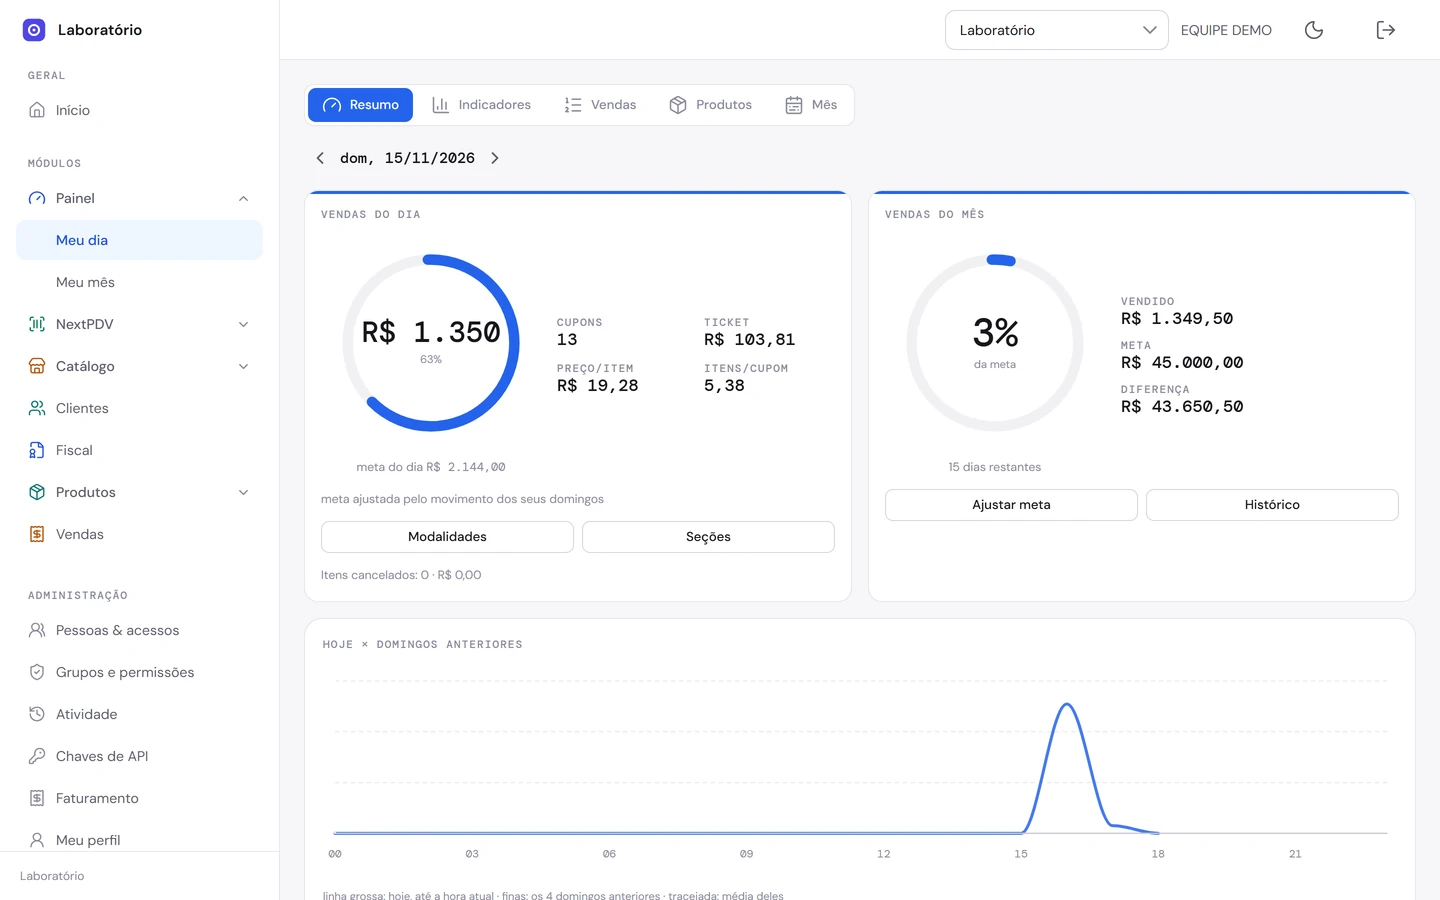 Laboratório
GERAL
Início
MÓDULOS
Painel
Meu dia
Meu mês
NextPDV
Catálogo
Clientes
Fiscal
Produtos
Vendas
ADMINISTRAÇÃO
Pessoas & acessos
Grupos e permissões
Atividade
Chaves de API
Faturamento
Meu perfil
Laboratório
Laboratório
EQUIPE DEMO
Resumo
Indicadores
Vendas
Produtos
Mês
dom, 15/11/2026
VENDAS DO DIA
R$ 1.350
63%
CUPONS
13
TICKET
R$ 103,81
PREÇO/ITEM
R$ 19,28
ITENS/CUPOM
5,38
meta do dia R$ 2.144,00
meta ajustada pelo movimento dos seus domingos
Modalidades
Seções
Itens cancelados: 0 · R$ 0,00
VENDAS DO MÊS
3%
da meta
VENDIDO
R$ 1.349,50
META
R$ 45.000,00
DIFERENÇA
R$ 43.650,50
15 dias restantes
Ajustar meta
Histórico
HOJE × DOMINGOS ANTERIORES
00 03 06 09 12 15 18 21
linha grossa: hoje, até a hora atual · finas: os 4 domingos anteriores · tracejada: média deles